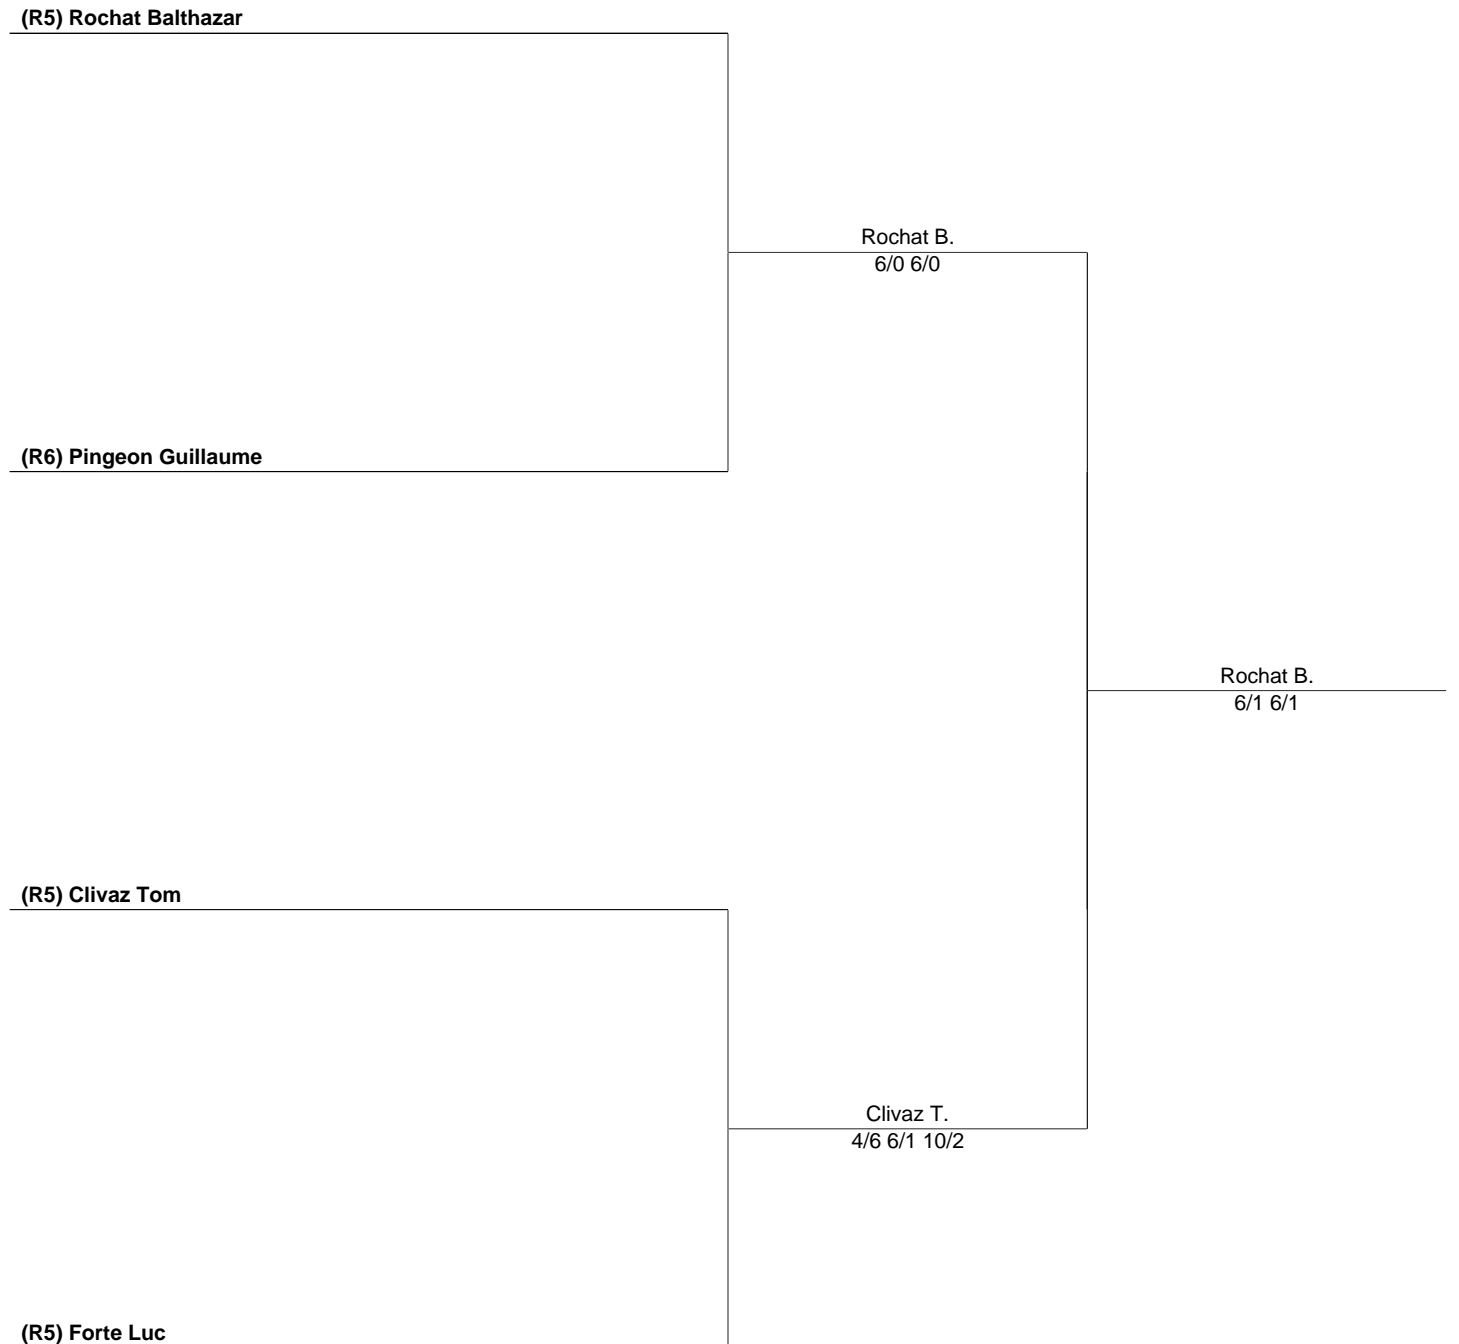 (R5) Rochat Balthazar
Rochat B.
6/0 6/0
(R6) Pingeon Guillaume
Rochat B.
6/1 6/1
(R5) Clivaz Tom
Clivaz T.
4/6 6/1 10/2
(R5) Forte Luc